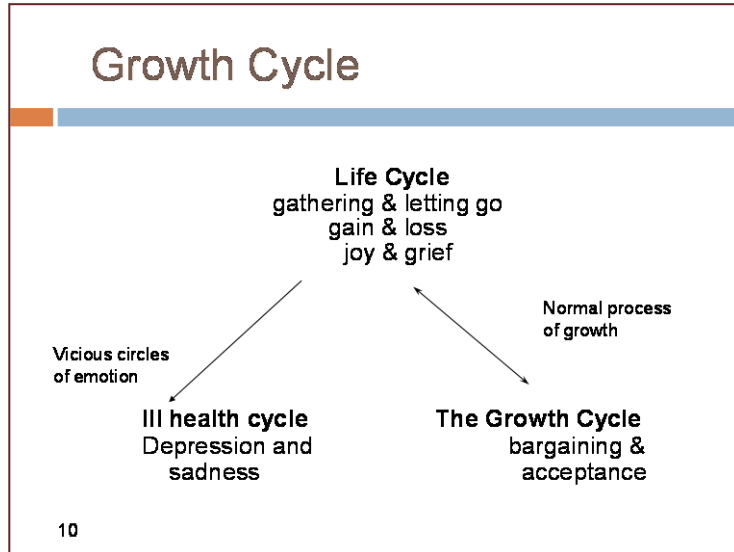 Growth Cycle
Life Cycle
gathering & letting go
gain & loss
joy & grief
Normal process
of growth
Vicious circles
of emotion
Ill health cycle
Depression and
sadness
The Growth Cycle
bargaining &
acceptance
10